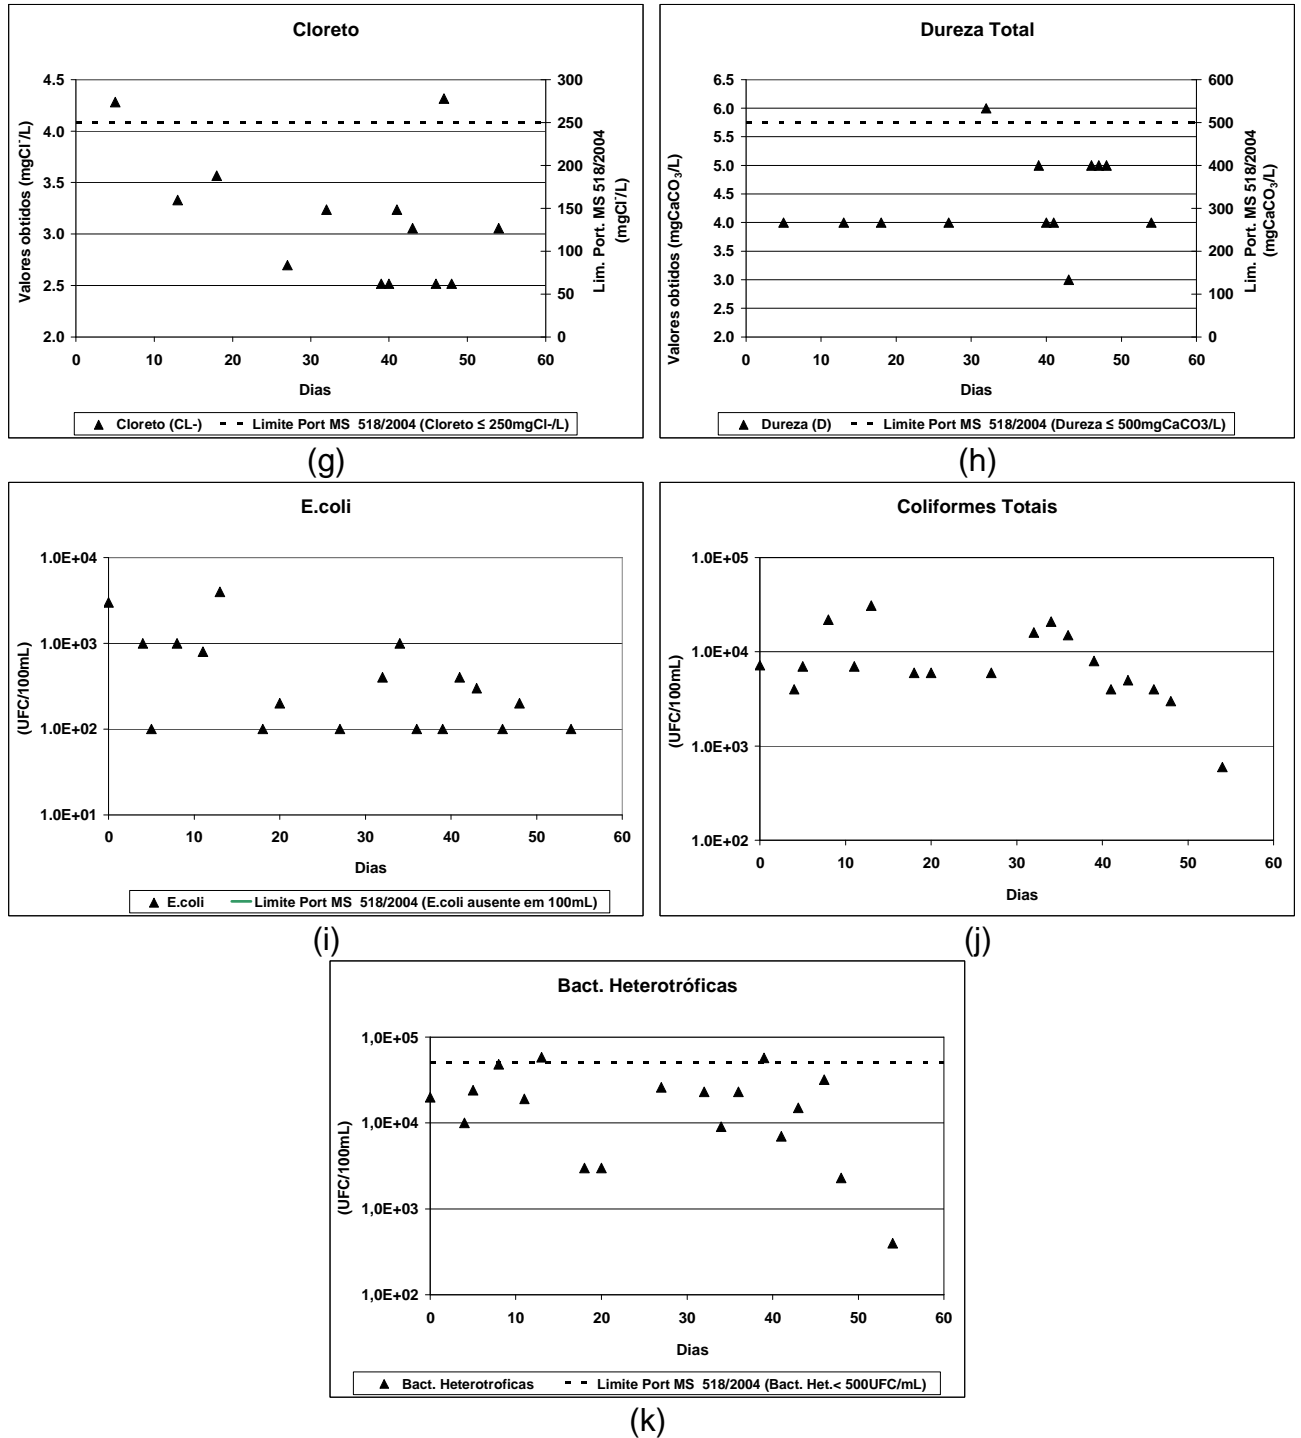 Cloreto
4.5
4.0
3.5
3.0
2.5
2.0
300
250
200
150
100
50
0
0 10 20 30 40 50 60
Valores obtidos (mgCl-/L)
Lim. Port. MS 518/2004
(mgCl-/L)
Dias
Cloreto (CL-) Limite Port MS 518/2004 (Cloreto ≤ 250mgCl-/L)
(g)
Dureza Total
6.5
6.0
5.5
5.0
4.5
4.0
3.5
3.0
2.5
2.0
600
500
400
300
200
100
0
0 10 20 30 40 50 60
Valores obtidos (mgCaCO3/L)
Lim. Port. MS 518/2004
(mgCaCO3/L)
Dias
Dureza (D) Limite Port MS 518/2004 (Dureza ≤ 500mgCaCO3/L)
(h)
E.coli
1.0E+04
1.0E+03
1.0E+02
1.0E+01
0 10 20 30 40 50 60
(UFC/100mL)
Dias
E.coli Limite Port MS 518/2004 (E.coli ausente em 100mL)
(i)
Coliformes Totais
1.0E+05
1.0E+04
1.0E+03
1.0E+02
0 10 20 30 40 50 60
(UFC/100mL)
Dias
(j)
Bact. Heterotróficas
1,0E+05
1,0E+04
1,0E+03
1,0E+02
0 10 20 30 40 50 60
(UFC/100mL)
Dias
Bact. Heterotroficas Limite Port MS 518/2004 (Bact. Het.< 500UFC/mL)
(k)